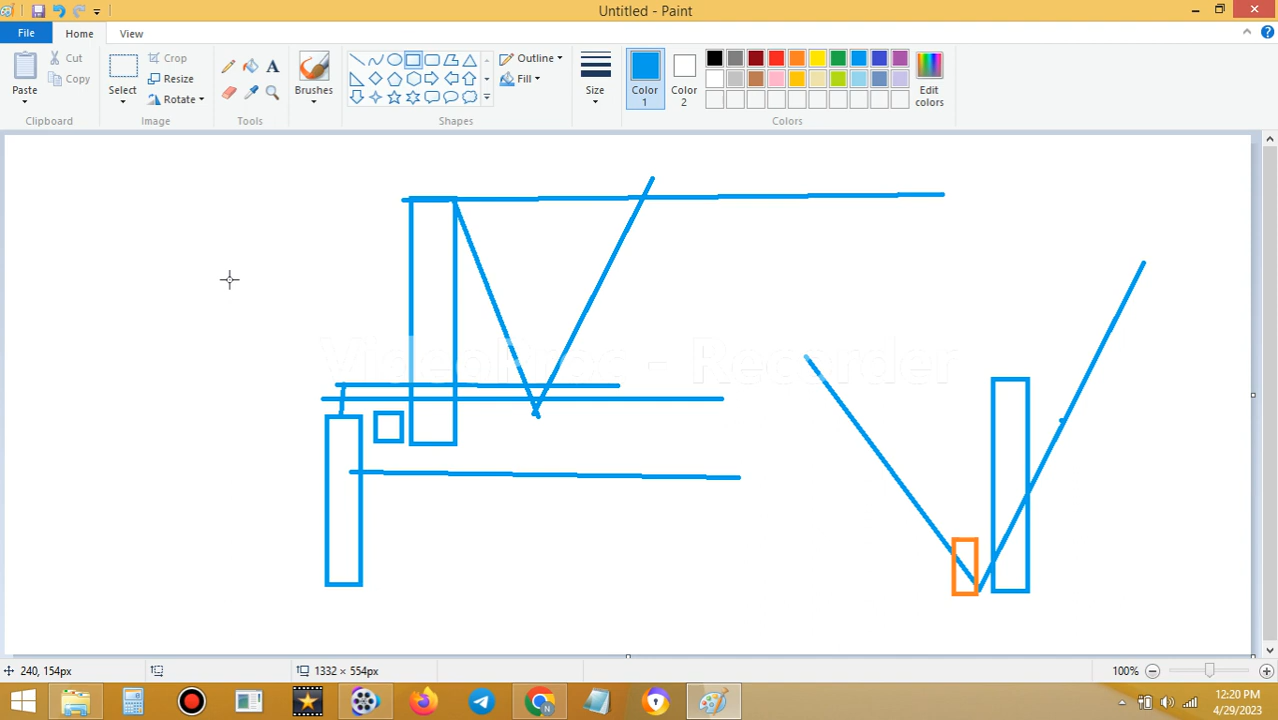 Untitled - Paint
File
Home
View
Paste
Cut
Copy
Clipboard
Select
Crop
Resize
Rotate
Image
A
Tools
Brushes
Shapes
Outline
Fill
Size
Color 1
Color 2
Edit colors
Colors
VideoProc - Recorder
240, 154px
1332 × 554px
100%
N
12:20 PM
4/29/2023